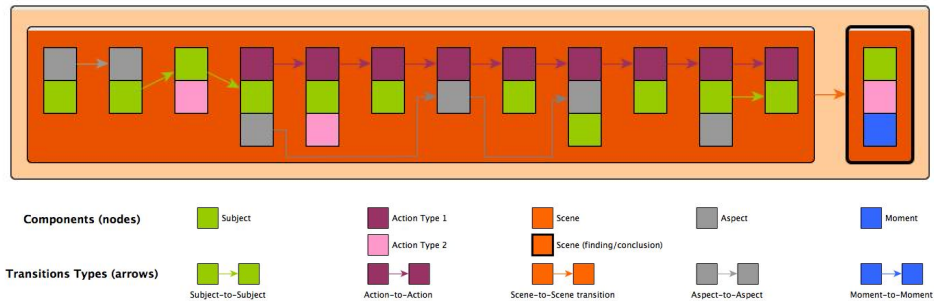 Components (nodes)
Subject
Action Type 1
Scene
Aspect
Moment
Action Type 2
Scene (finding/conclusion)
Transitions Types (arrows)
Subject-to-Subject
Action-to-Action
Scene-to-Scene transition
Aspect-to-Aspect
Moment-to-Moment